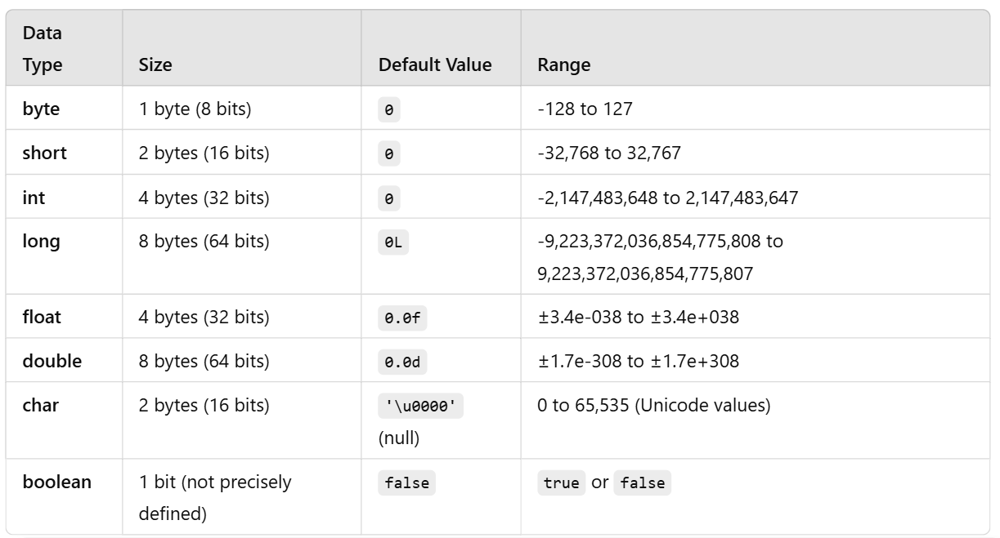 Data
Type Size Default Value Range
byte 1 byte (8 bits) 0 -128 to 127
short 2 bytes (16 bits) 0 -32,768 to 32,767
int 4 bytes (32 bits) 0 -2,147,483,648 to 2,147,483,647
long 8 bytes (64 bits) 0L -9,223,372,036,854,775,808 to
9,223,372,036,854,775,807
float 4 bytes (32 bits) 0.0f ±3.4e-038 to ±3.4e+038
double 8 bytes (64 bits) 0.0d ±1.7e-308 to ±1.7e+308
char 2 bytes (16 bits) '\u0000' 0 to 65,535 (Unicode values)
(null)
boolean 1 bit (not precisely false true or false
defined)